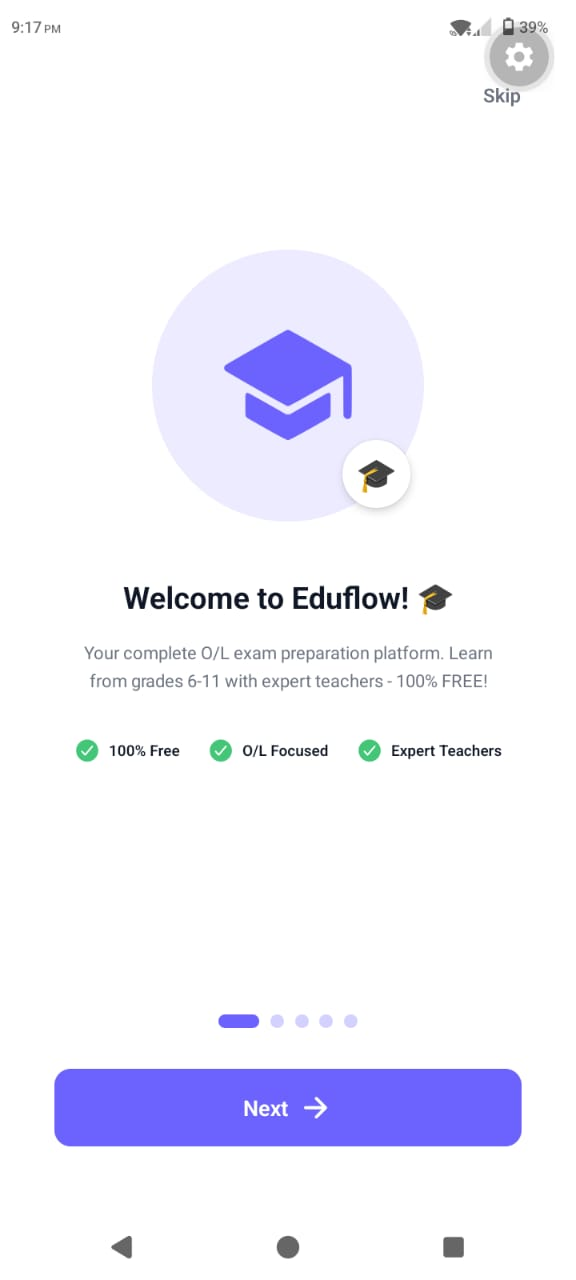 9:17 PM
39%
Skip
Welcome to Eduflow! 🎓
Your complete O/L exam preparation platform. Learn
from grades 6-11 with expert teachers - 100% FREE!
100% Free
O/L Focused
Expert Teachers
Next →